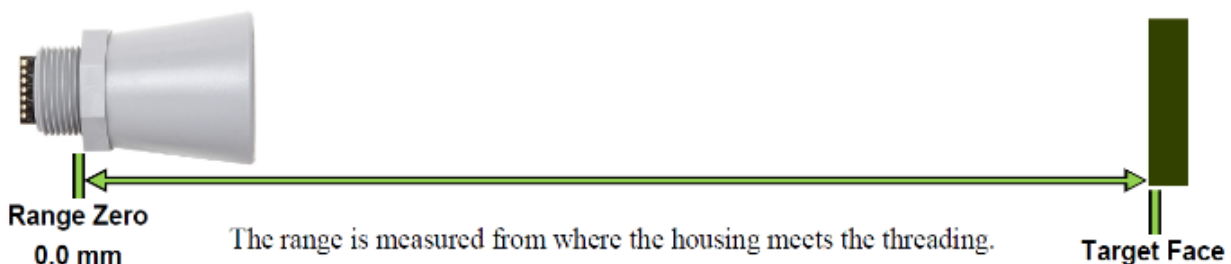 Range Zero
0.0 mm
The range is measured from where the housing meets the threading.
Target Face